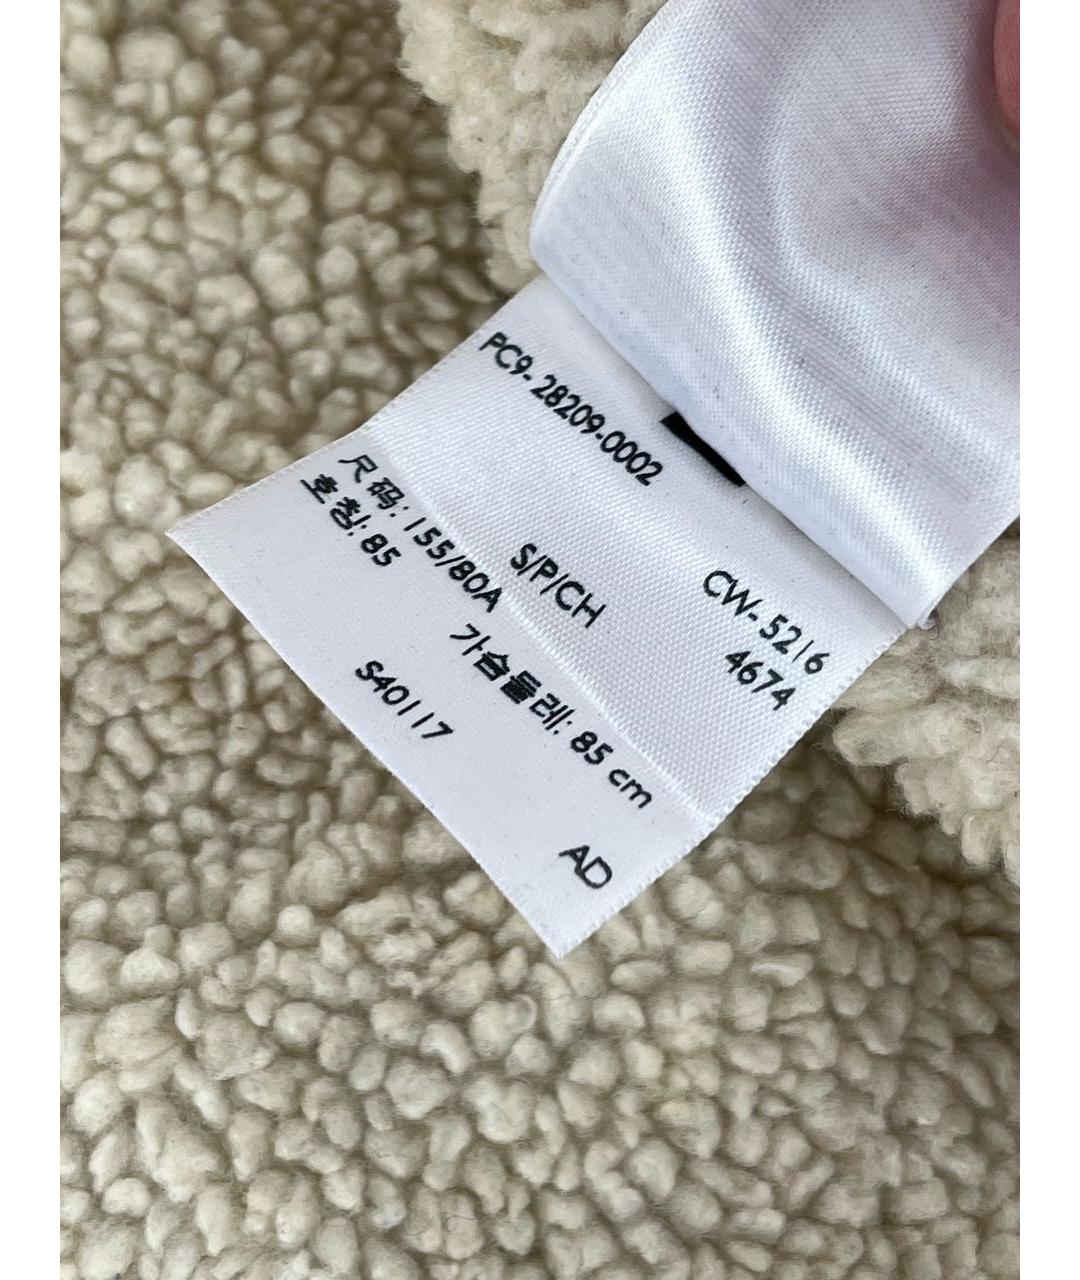 PC9-28209-0002
CW-5216
4674
S/P/CH
尺码: 155/80A
호칭: 85
가슴둘레: 85 cm
S40117
AD